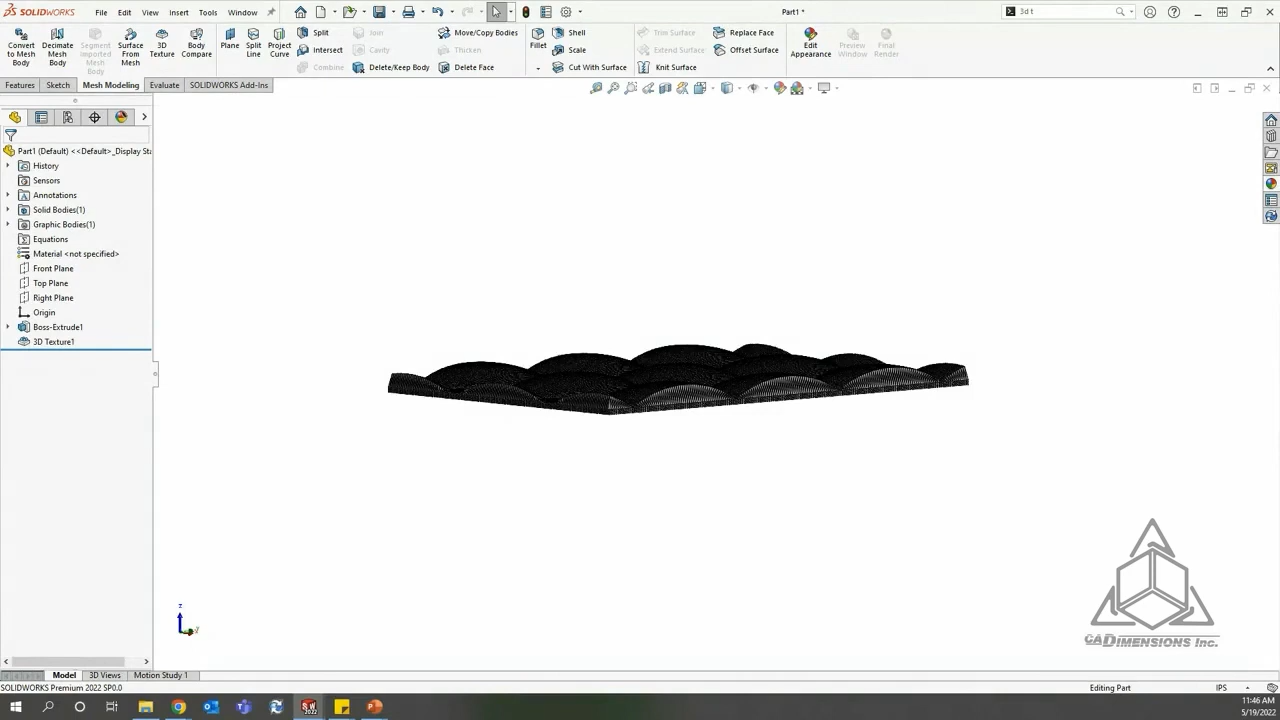 SOLIDWORKS
File
Edit
View
Insert
Tools
Window
Part1 *
3d t
Convert to Mesh Body
Decimate Mesh Body
Segment Imported Mesh Body
Surface From Mesh
3D Texture
Body Compare
Plane
Split Line
Project Curve
Split
Intersect
Combine
Join
Cavity
Delete/Keep Body
Move/Copy Bodies
Thicken
Delete Face
Fillet
Shell
Scale
Cut With Surface
Trim Surface
Extend Surface
Knit Surface
Replace Face
Offset Surface
Edit Appearance
Preview Window
Final Render
Features
Sketch
Mesh Modeling
Evaluate
SOLIDWORKS Add-Ins
Part1 (Default) <<Default>_Display Sta
History
Sensors
Annotations
Solid Bodies(1)
Graphic Bodies(1)
Equations
Material <not specified>
Front Plane
Top Plane
Right Plane
Origin
Boss-Extrude1
3D Texture1
z
y
CADIMENSIONS Inc.
Model
3D Views
Motion Study 1
SOLIDWORKS Premium 2022 SP0.0
Editing Part
IPS
SW
2022
11:46 AM
5/19/2022